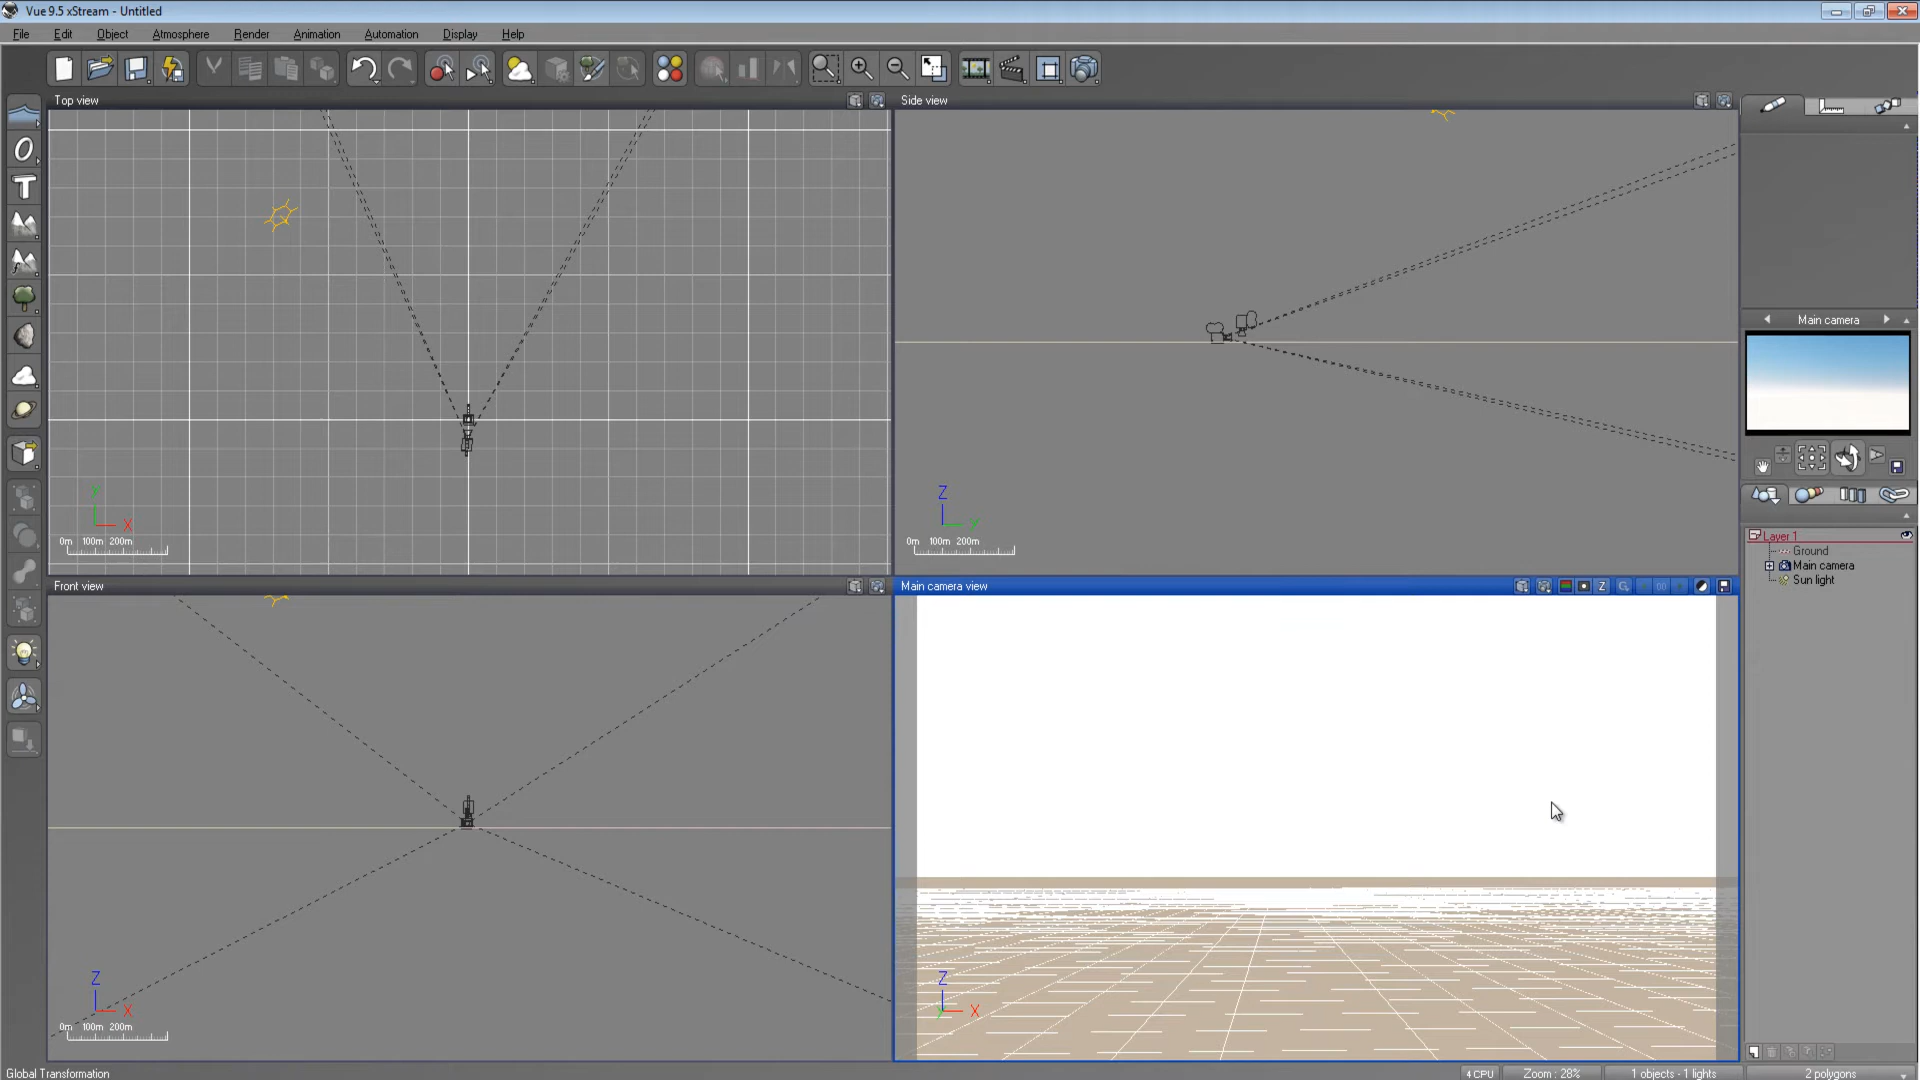 Vue 9.5 xStream - Untitled
File Edit Object Atmosphere Render Animation Automation Display Help
Top view
Y
X
0m 100m 200m
Side view
Z
Y
0m 100m 200m
Front view
Z
X
0m 100m 200m
Main camera view
Z
Z
X
Main camera
Layer 1
Ground
Main camera
Sun light
Global Transformation
4 CPU
Zoom : 28%
1 objects - 1 lights
2 polygons